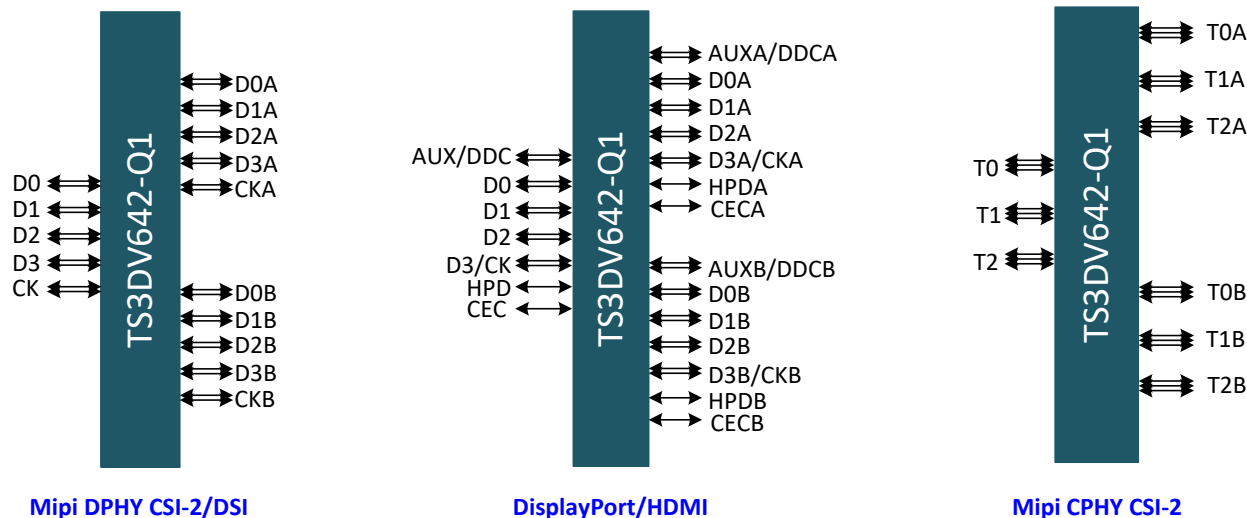 TS3DV642-Q1
D0
D1
D2
D3
CK
D0A
D1A
D2A
D3A
CKA
D0B
D1B
D2B
D3B
CKB
Mipi DPHY CSI-2/DSI
TS3DV642-Q1
AUX/DDC
D0
D1
D2
D3/CK
HPD
CEC
AUXA/DDCA
D0A
D1A
D2A
D3A/CKA
HPDA
CECA
AUXB/DDCB
D0B
D1B
D2B
D3B/CKB
HPDB
CECB
DisplayPort/HDMI
TS3DV642-Q1
T0
T1
T2
T0A
T1A
T2A
T0B
T1B
T2B
Mipi CPHY CSI-2